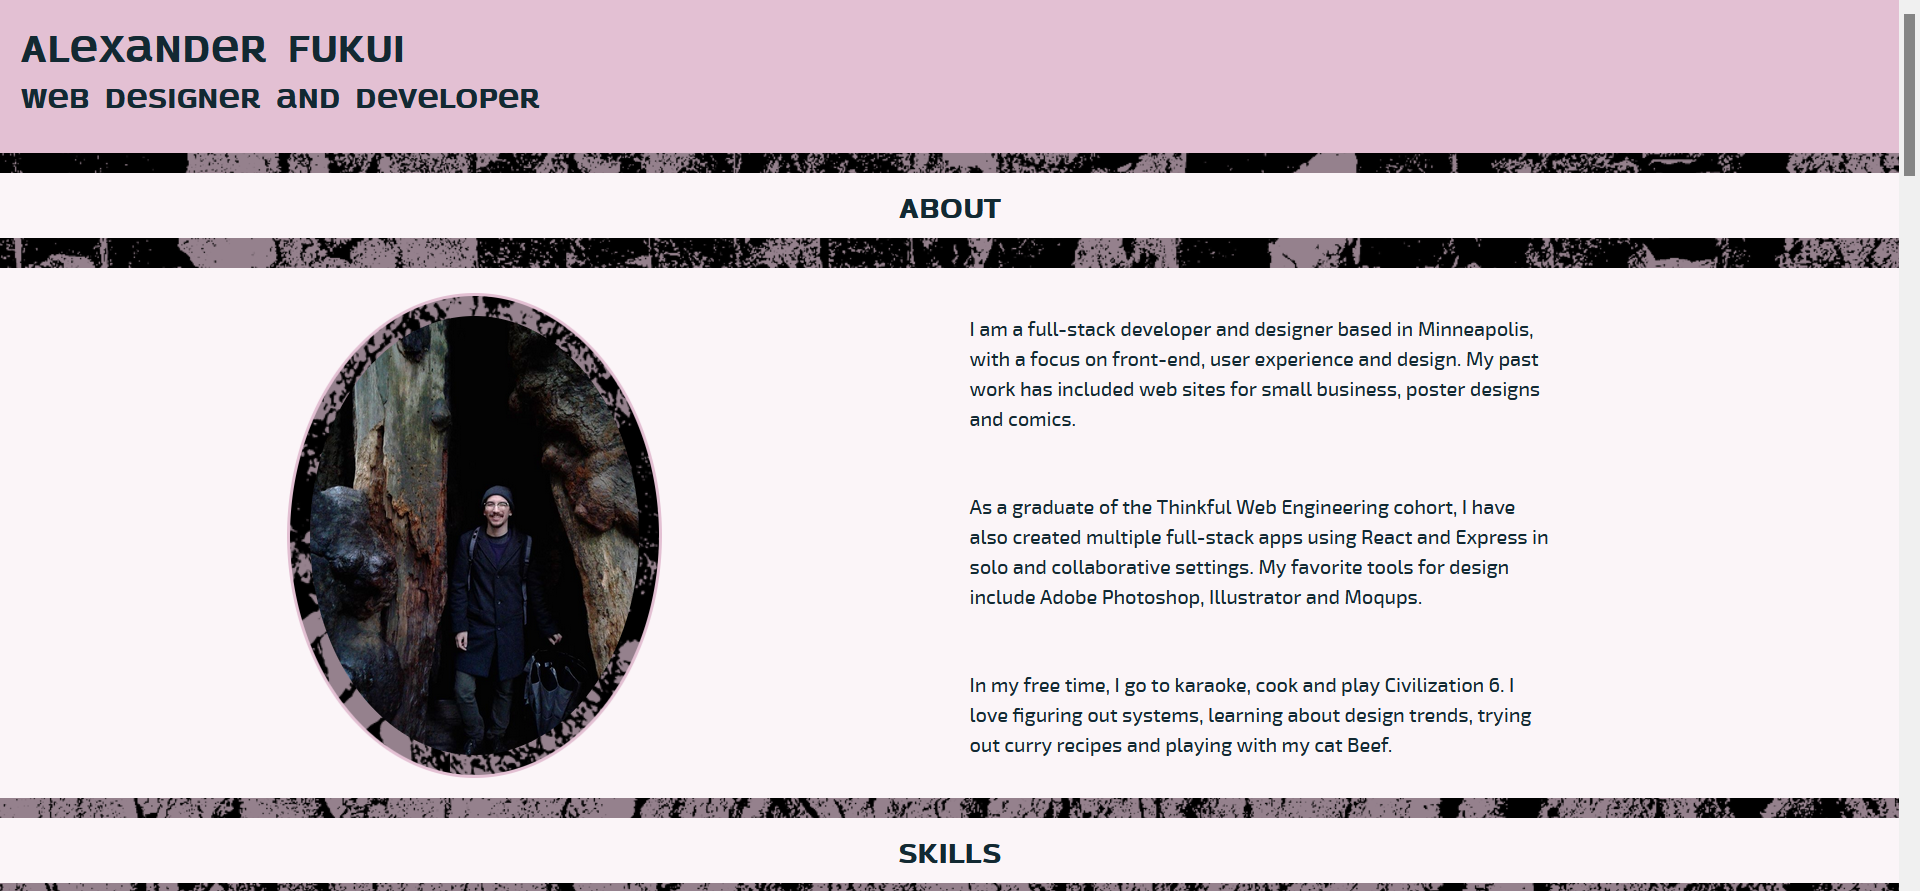 Alexander Fukui
Web Designer and Developer
ABOUT
I am a full-stack developer and designer based in Minneapolis,
with a focus on front-end, user experience and design. My past
work has included web sites for small business, poster designs
and comics.
As a graduate of the Thinkful Web Engineering cohort, I have
also created multiple full-stack apps using React and Express in
solo and collaborative settings. My favorite tools for design
include Adobe Photoshop, Illustrator and Moqups.
In my free time, I go to karaoke, cook and play Civilization 6. I
love figuring out systems, learning about design trends, trying
out curry recipes and playing with my cat Beef.
SKILLS